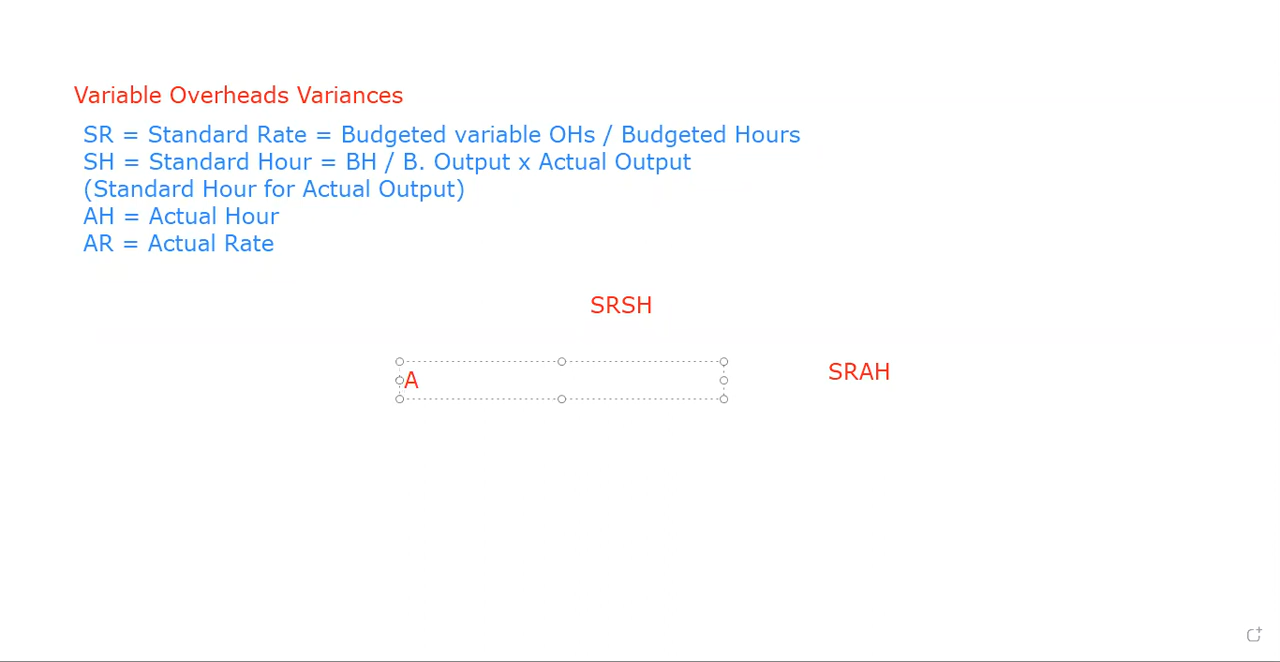 Variable Overheads Variances
SR = Standard Rate = Budgeted variable OHs / Budgeted Hours
SH = Standard Hour = BH / B. Output x Actual Output
(Standard Hour for Actual Output)
AH = Actual Hour
AR = Actual Rate
SRSH
A
SRAH